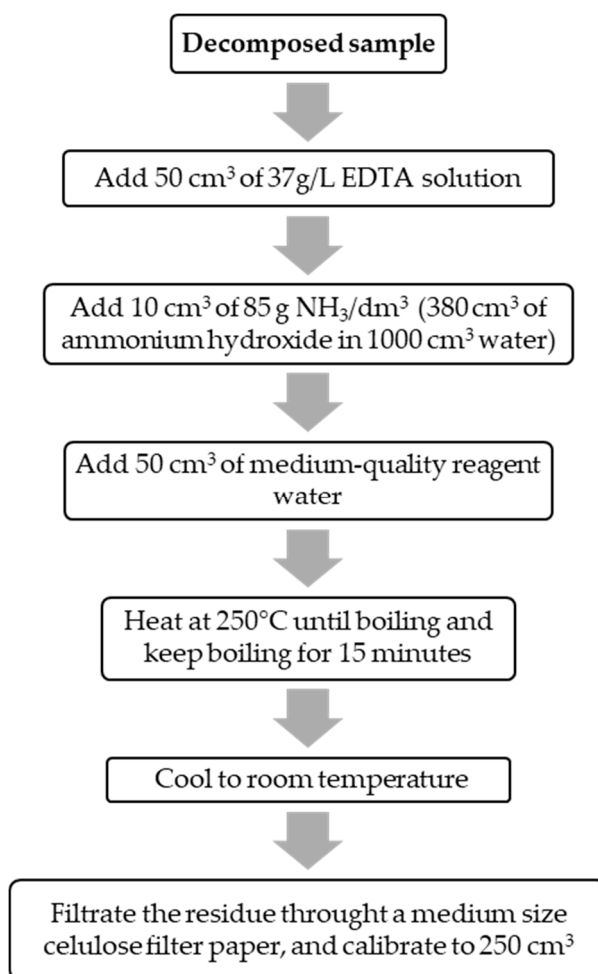 Decomposed sample
Add 50 cm³ of 37g/L EDTA solution
Add 10 cm³ of 85 g NH₃/dm³ (380 cm³ of
ammonium hydroxide in 1000 cm³ water)
Add 50 cm³ of medium-quality reagent
water
Heat at 250°C until boiling and
keep boiling for 15 minutes
Cool to room temperature
Filtrate the residue throught a medium size
celulose filter paper, and calibrate to 250 cm³